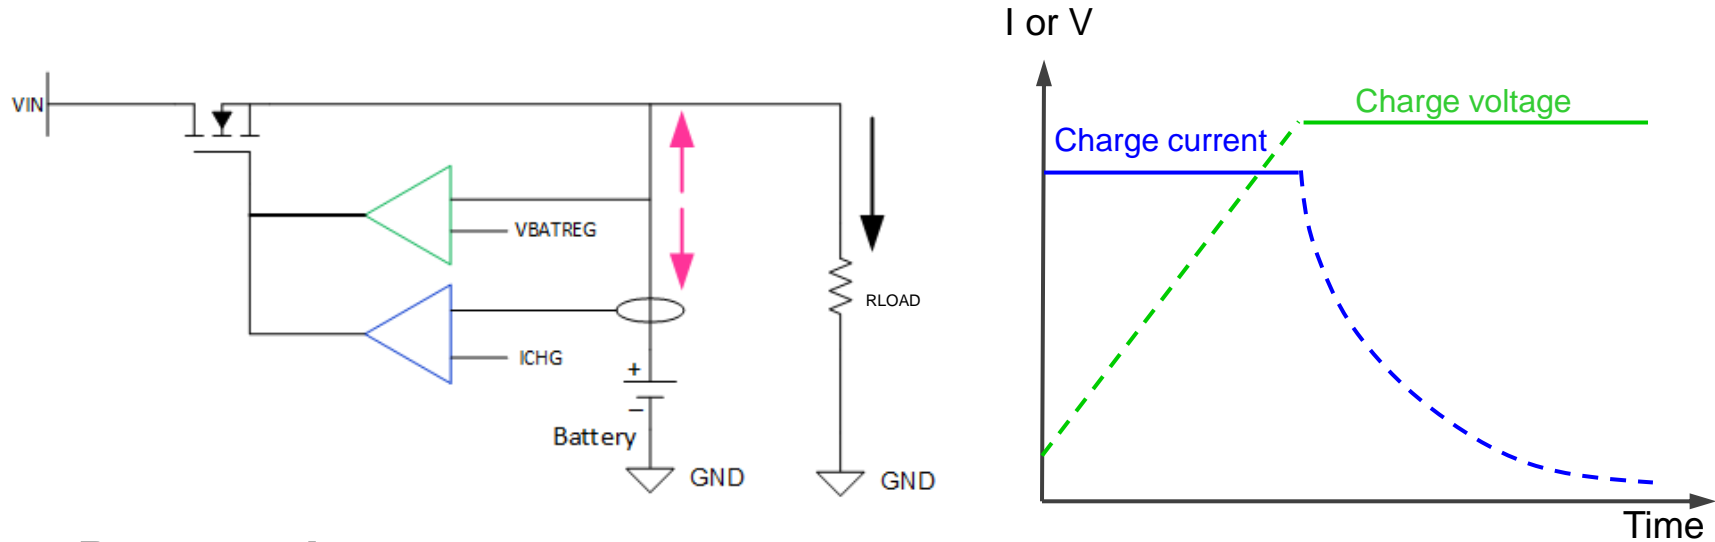 I or V
VIN
Charge voltage
Charge current
VBATREG
RLOAD
ICHG
+
–
Battery
GND
GND
Time